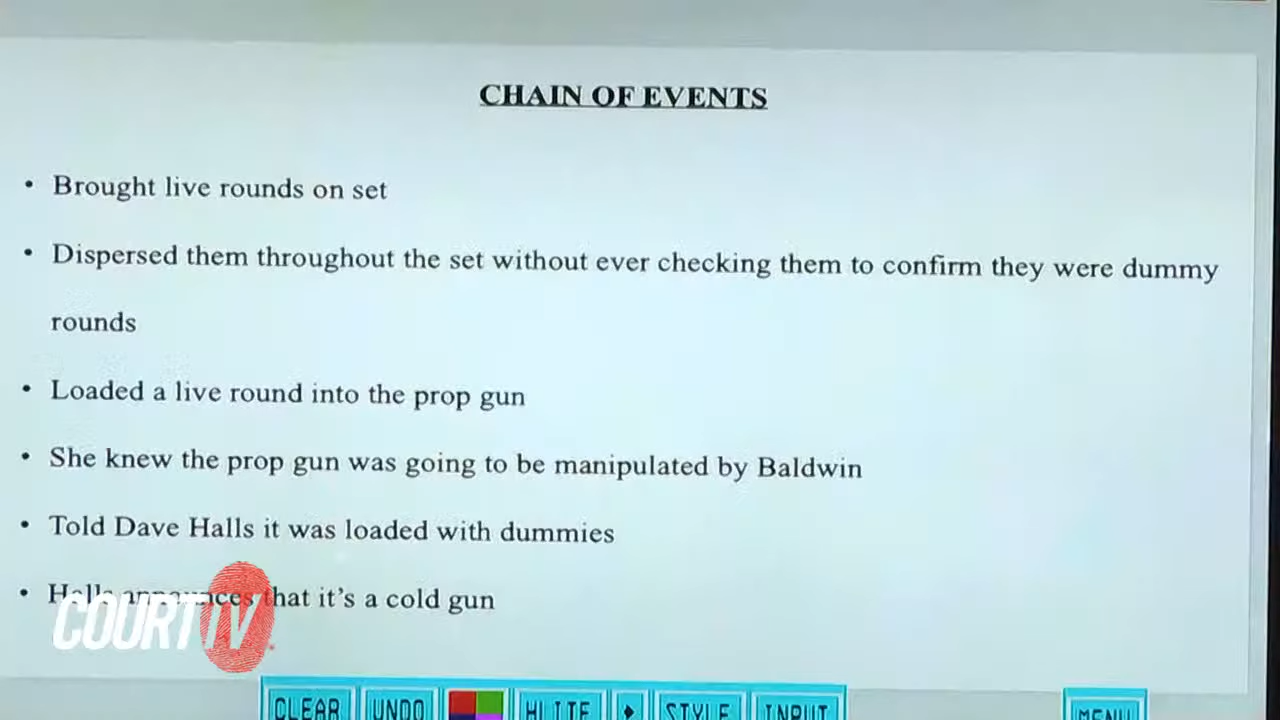 CHAIN OF EVENTS
• Brought live rounds on set
• Dispersed them throughout the set without ever checking them to confirm they were dummy
rounds
• Loaded a live round into the prop gun
• She knew the prop gun was going to be manipulated by Baldwin
• Told Dave Halls it was loaded with dummies
• Halls announces that it's a cold gun
COURT TV
CLEAR UNDO HLITE STYLE INPUT MENU